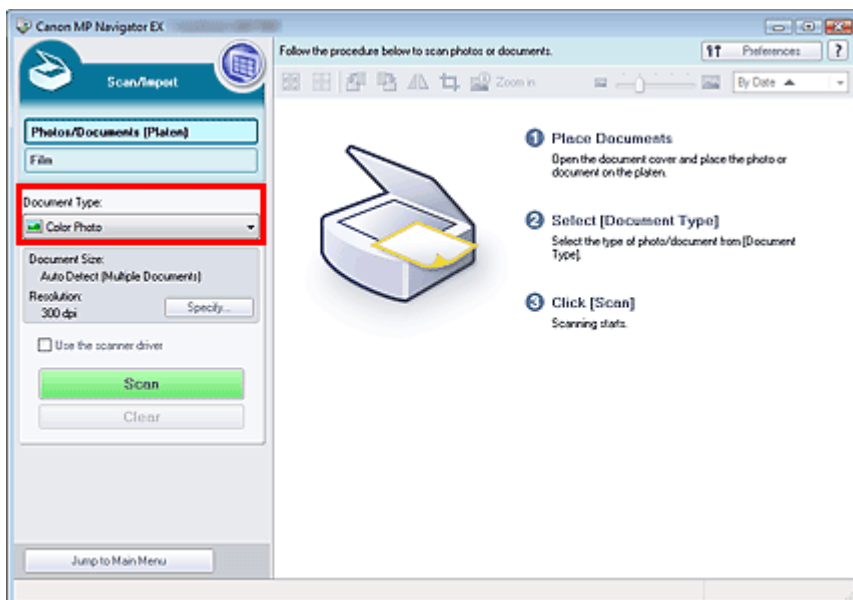 Canon MP Navigator EX
Scan/Import
Photos/Documents (Platen)
Film
Document Type:
Color Photo
Document Size:
Auto Detect (Multiple Documents)
Resolution:
300 dpi
Specify...
Use the scanner driver
Scan
Clear
Jump to Main Menu
Follow the procedure below to scan photos or documents.
Preferences
?
Zoom in
By Date
1 Place Documents
Open the document cover and place the photo or
document on the platen.
2 Select [Document Type]
Select the type of photo/document from [Document
Type].
3 Click [Scan]
Scanning starts.